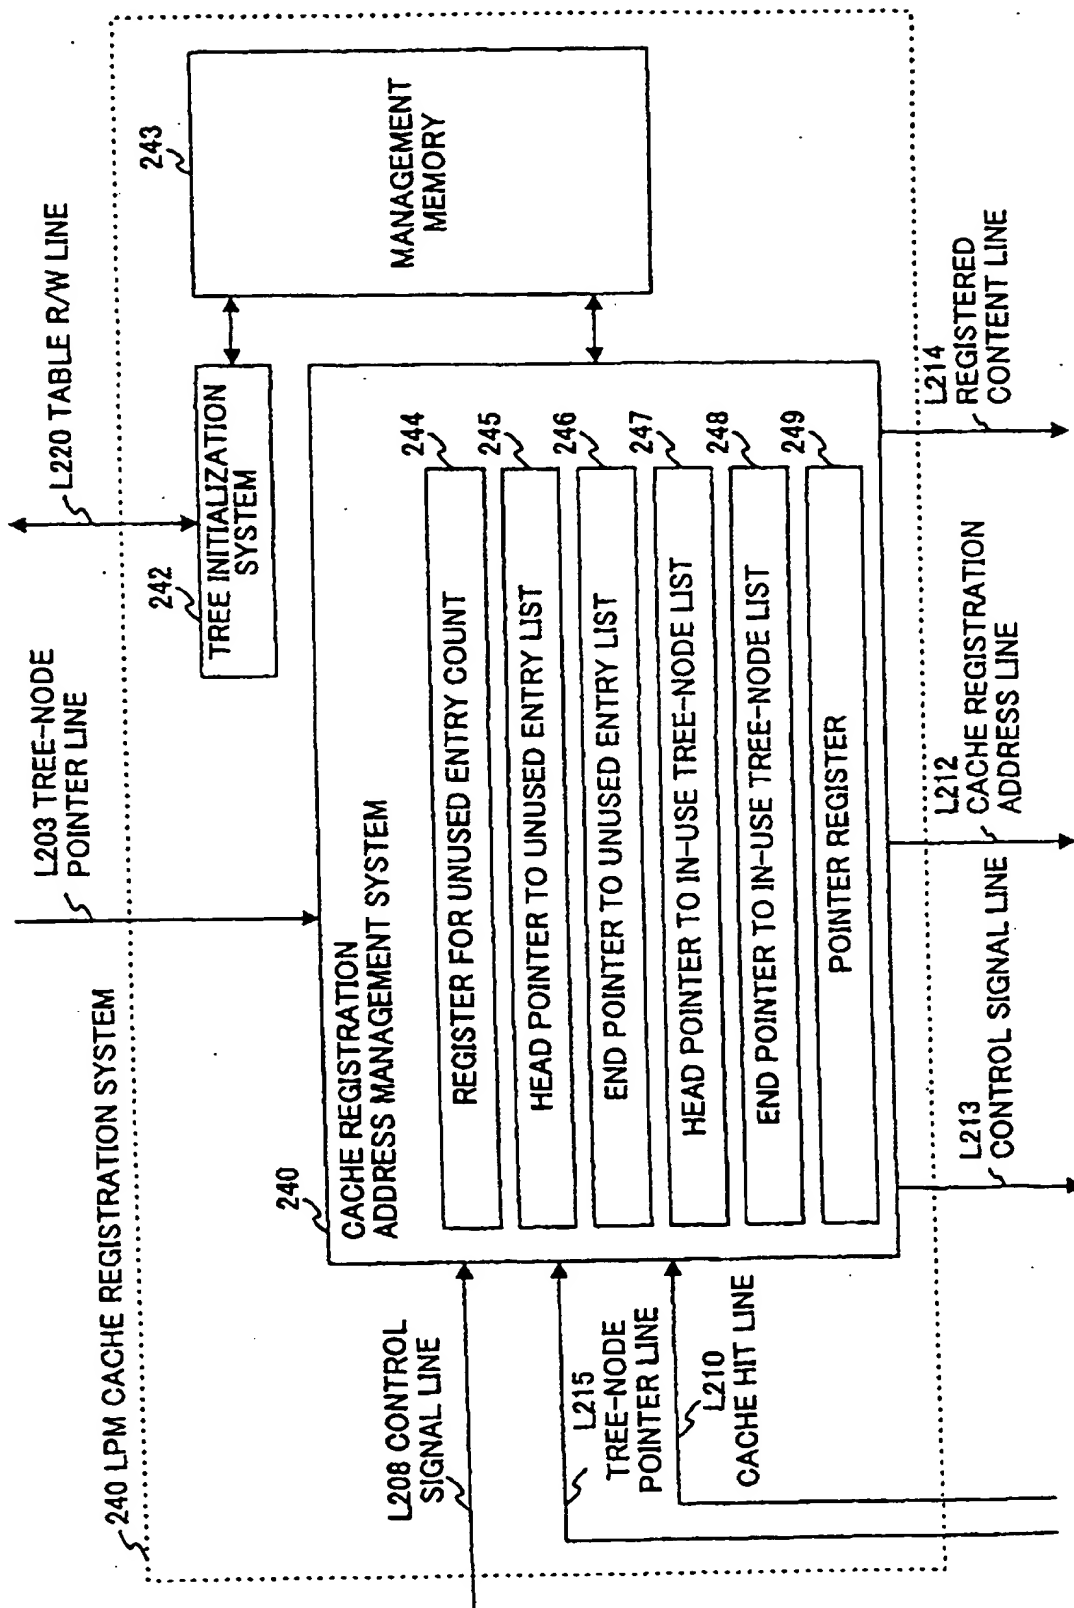 240 LPM CACHE REGISTRATION SYSTEM
L203 TREE-NODE
POINTER LINE
L220 TABLE R/W LINE
242
TREE INITIALIZATION
SYSTEM
243
MANAGEMENT
MEMORY
240
CACHE REGISTRATION
ADDRESS MANAGEMENT SYSTEM
REGISTER FOR UNUSED ENTRY COUNT
244
HEAD POINTER TO UNUSED ENTRY LIST
245
END POINTER TO UNUSED ENTRY LIST
246
HEAD POINTER TO IN-USE TREE-NODE LIST
247
END POINTER TO IN-USE TREE-NODE LIST
248
POINTER REGISTER
249
L208 CONTROL
SIGNAL LINE
L215
TREE-NODE
POINTER LINE
L210
CACHE HIT LINE
L213
CONTROL SIGNAL LINE
L212
CACHE REGISTRATION
ADDRESS LINE
L214
REGISTERED
CONTENT LINE